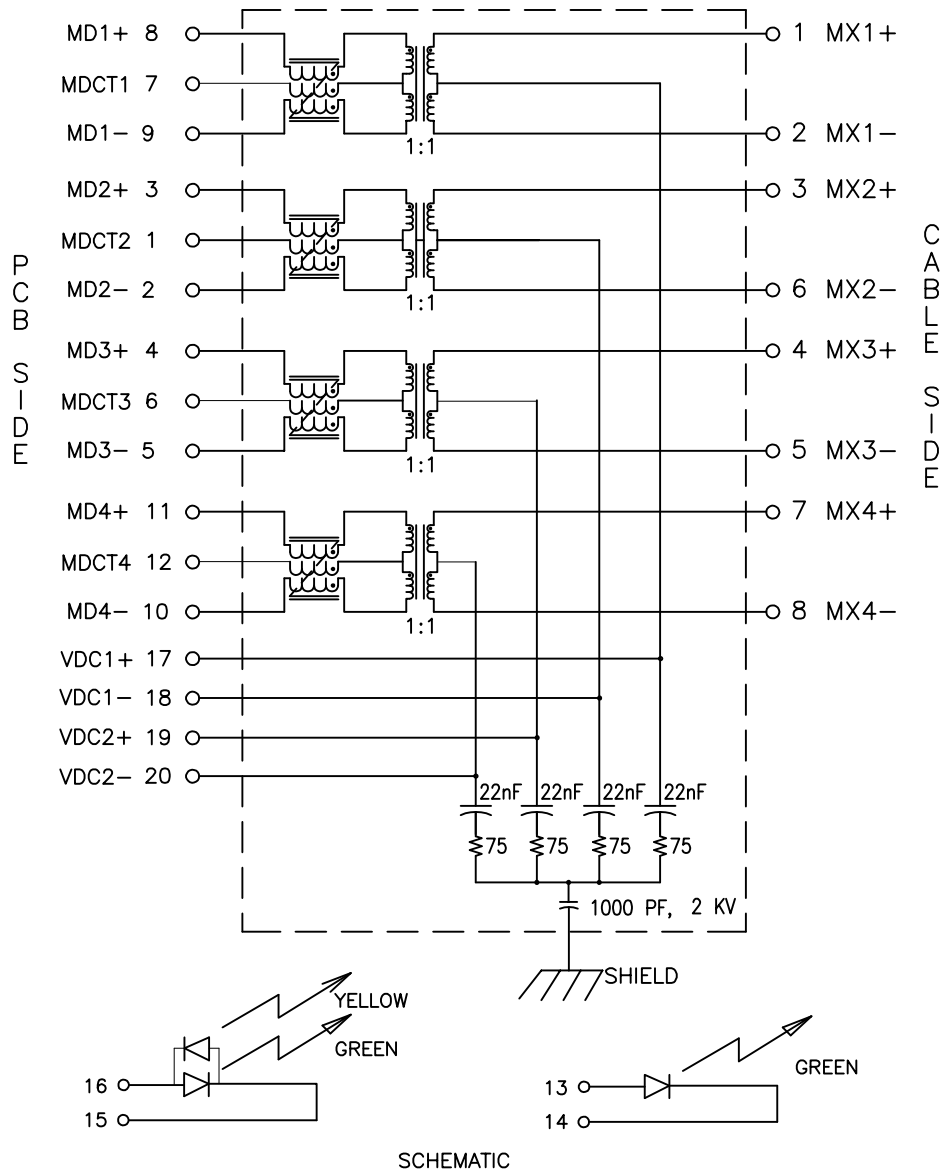 MD1+ 8
1 MX1+
MDCT1 7
MD1- 9
2 MX1-
1:1
MD2+ 3
3 MX2+
MDCT2 1
MD2- 2
6 MX2-
1:1
PCB SIDE
CABLE SIDE
MD3+ 4
4 MX3+
MDCT3 6
MD3- 5
5 MX3-
1:1
MD4+ 11
7 MX4+
MDCT4 12
MD4- 10
8 MX4-
1:1
VDC1+ 17
VDC1- 18
VDC2+ 19
VDC2- 20
22nF 22nF 22nF 22nF
75 75 75 75
1000 PF, 2 KV
SHIELD
YELLOW
GREEN
16
15
GREEN
13
14
SCHEMATIC